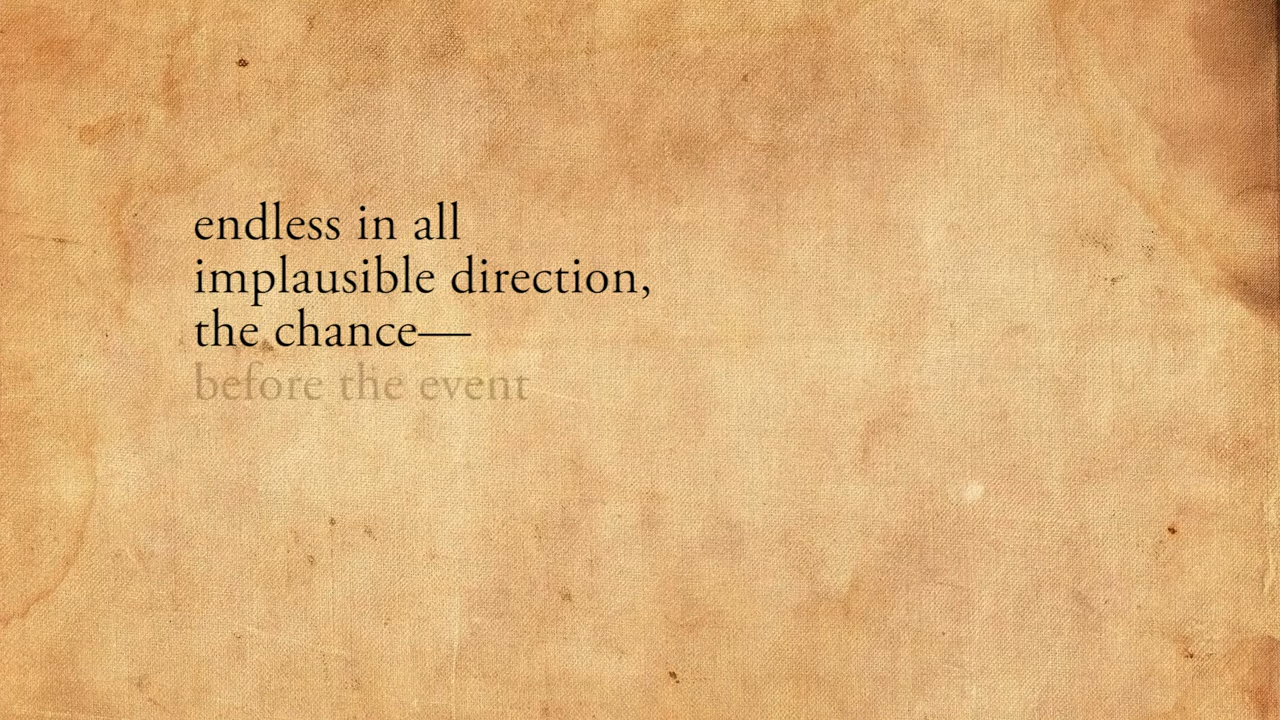 endless in all
implausible direction,
the chance—
before the event